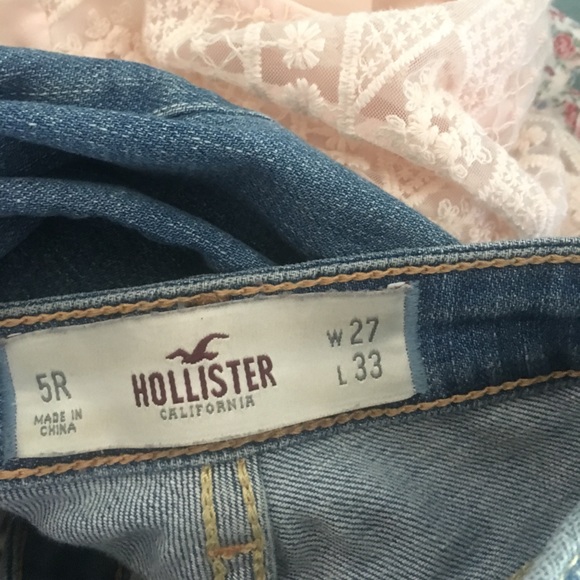 5R
MADE IN
CHINA
HOLLISTER
CALIFORNIA
W 27
L 33